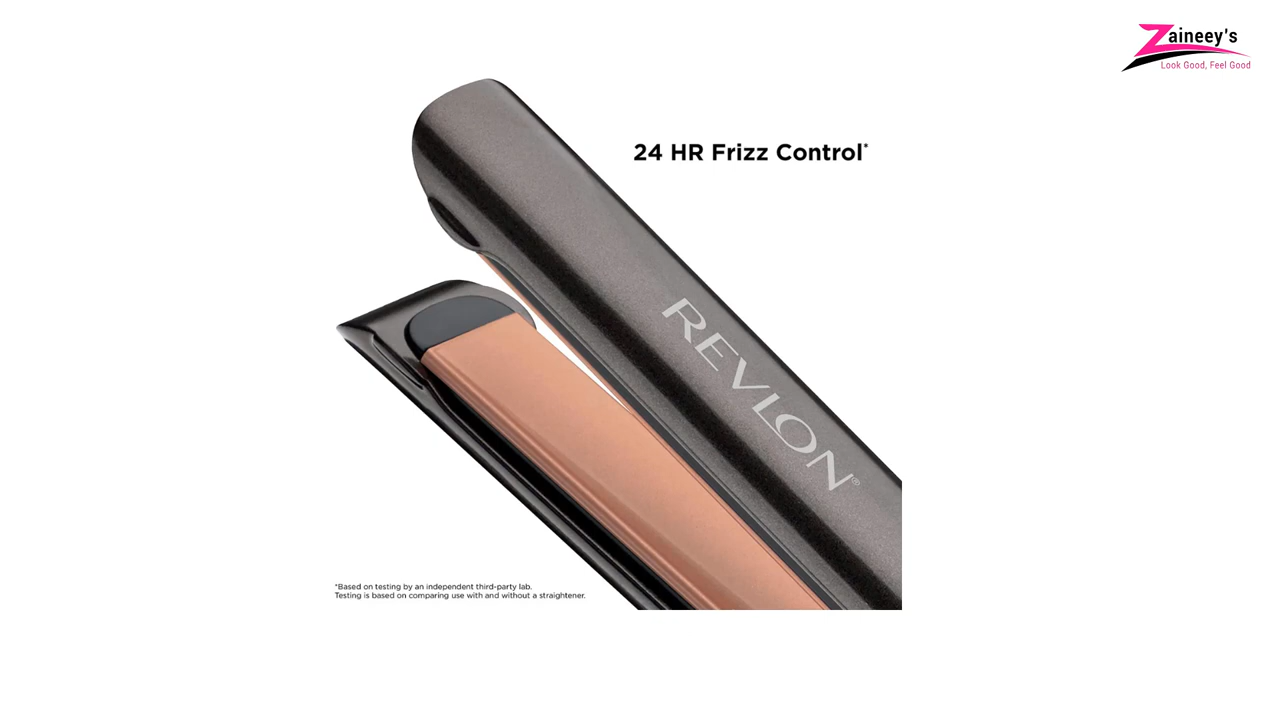 Zaineey's
Look Good, Feel Good
24 HR Frizz Control*
REVLON®
*Based on testing by an independent third-party lab.
Testing is based on comparing use with and without a straightener.